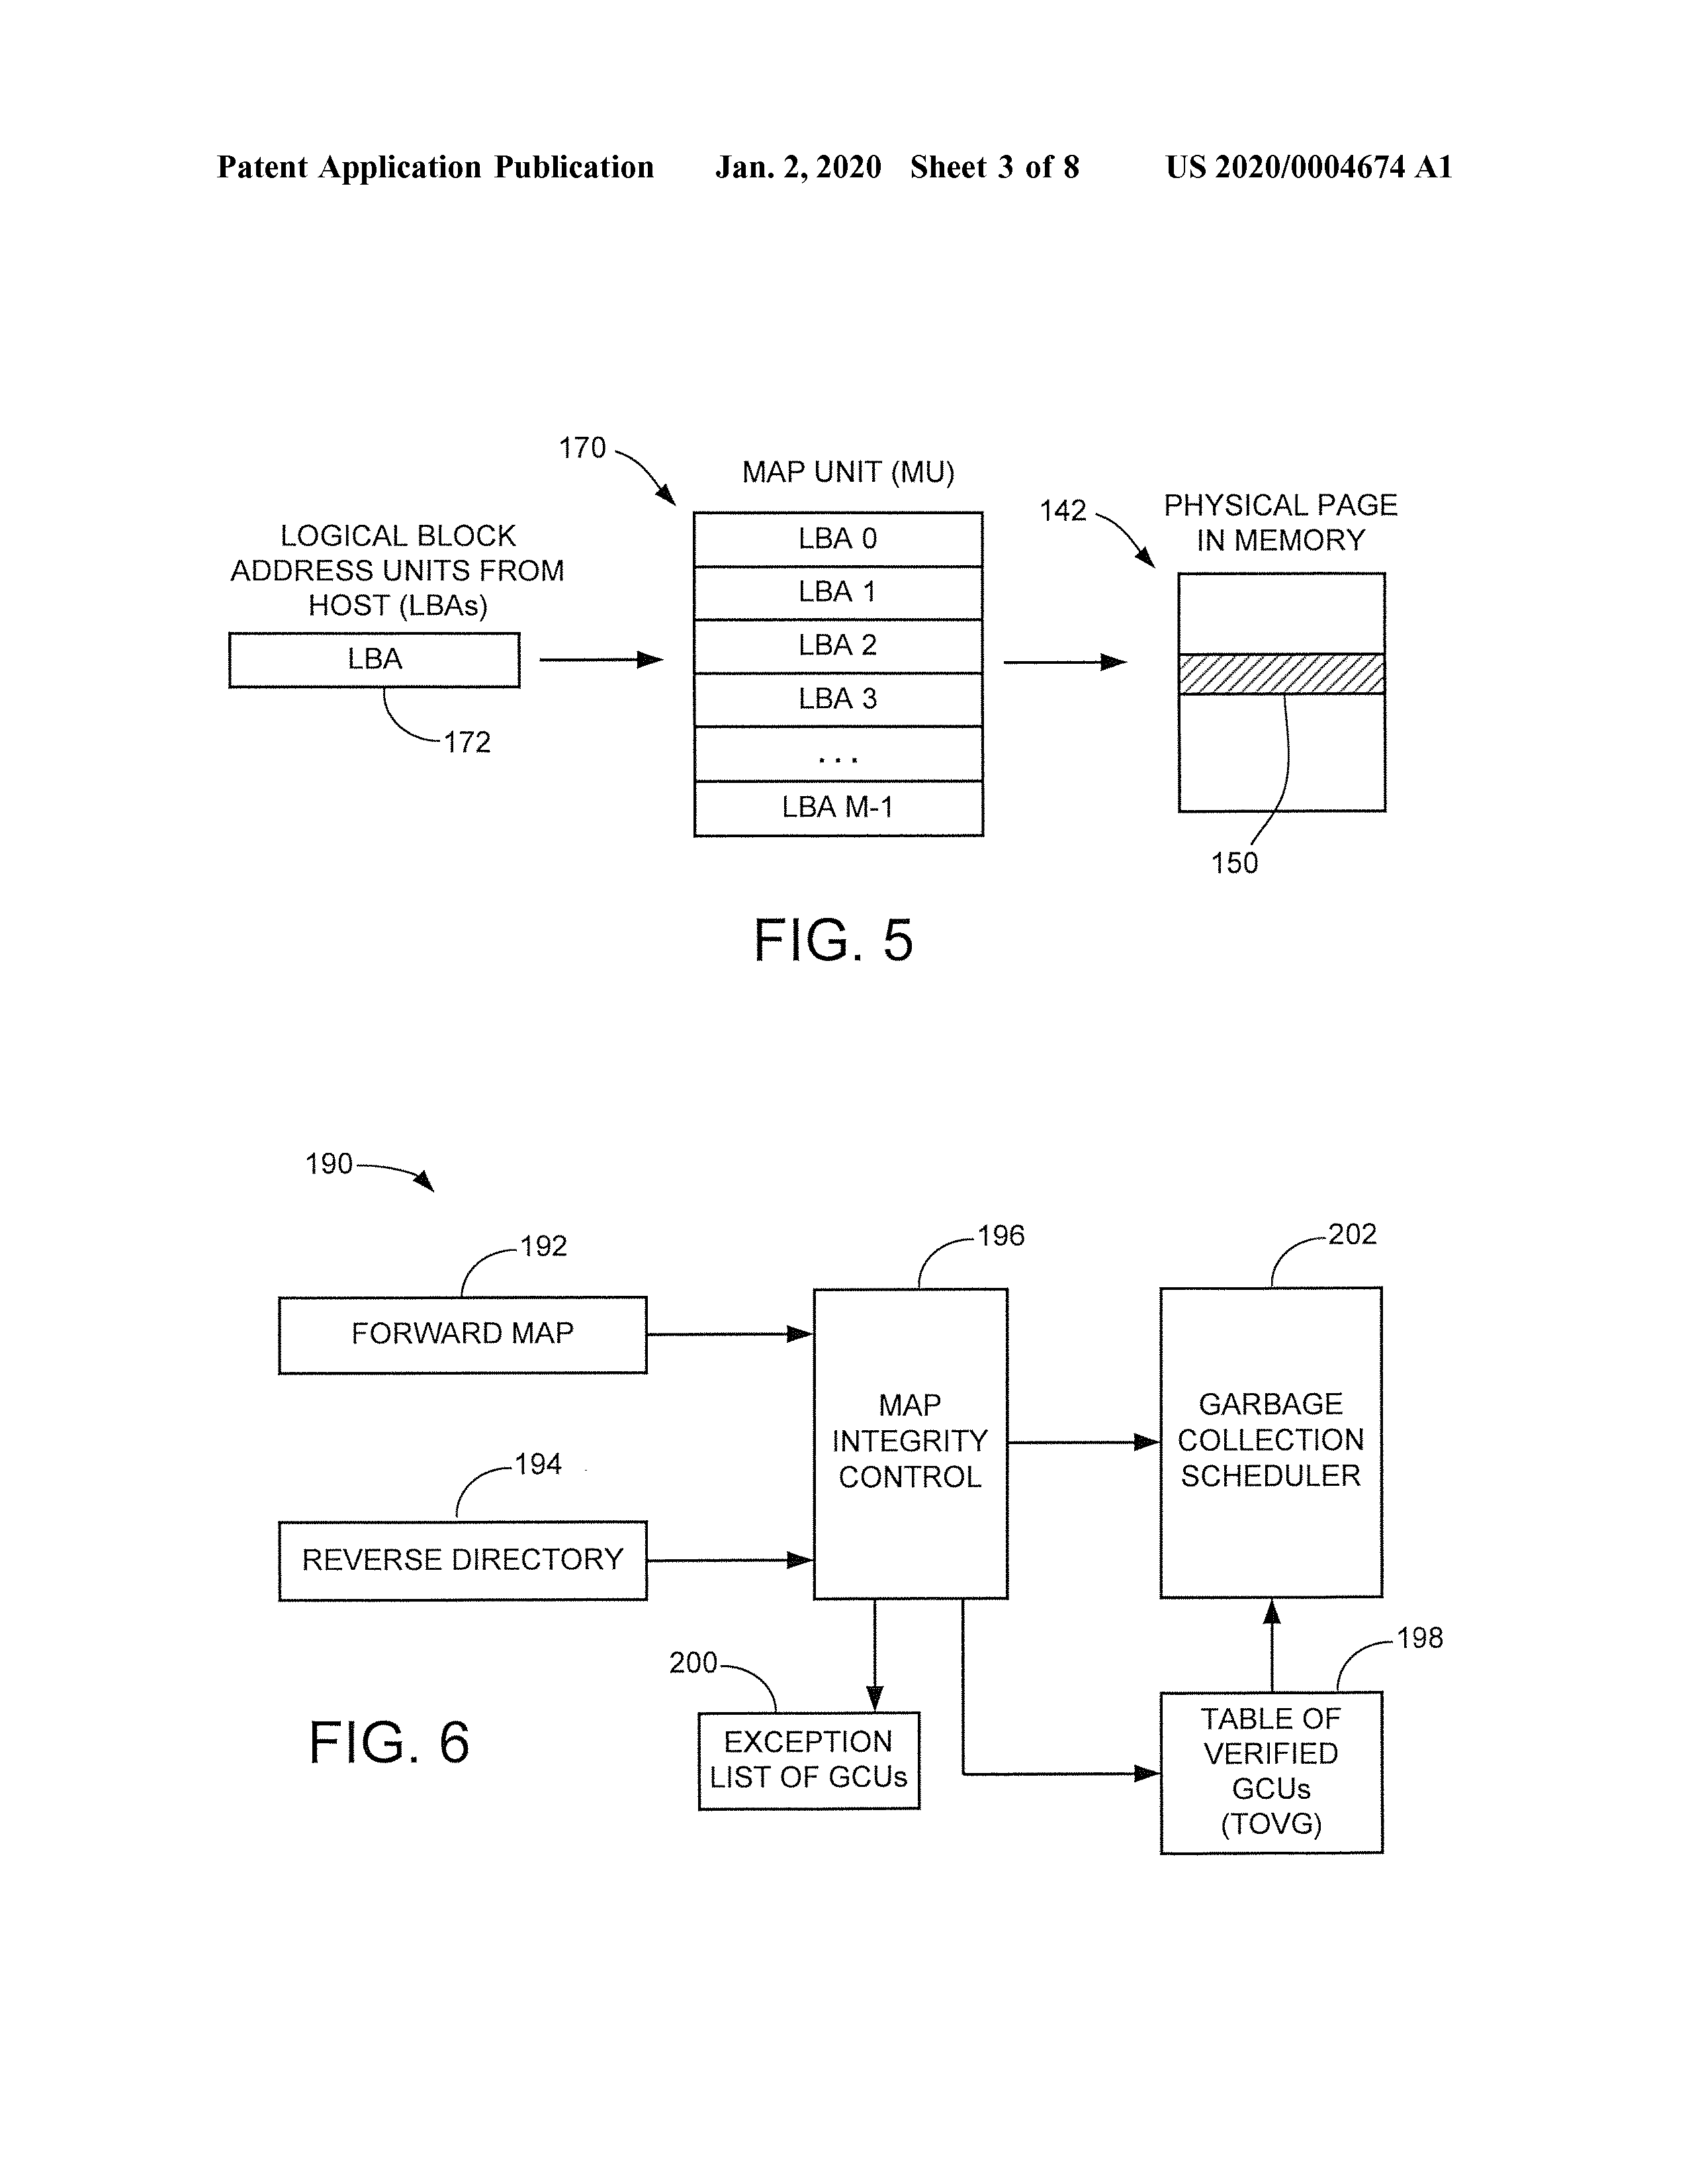 Patent Application Publication Jan. 2, 2020 Sheet 3 of 8 US 2020/0004674 A1
170
MAP UNIT (MU)
142
PHYSICAL PAGE
IN MEMORY
LOGICAL BLOCK
ADDRESS UNITS FROM
HOST (LBAs)
LBA
172
LBA 0
LBA 1
LBA 2
LBA 3
...
LBA M-1
150
FIG. 5
190
192
FORWARD MAP
194
REVERSE DIRECTORY
196
MAP
INTEGRITY
CONTROL
202
GARBAGE
COLLECTION
SCHEDULER
200
EXCEPTION
LIST OF GCUs
198
TABLE OF
VERIFIED
GCUs
(TOVG)
FIG. 6